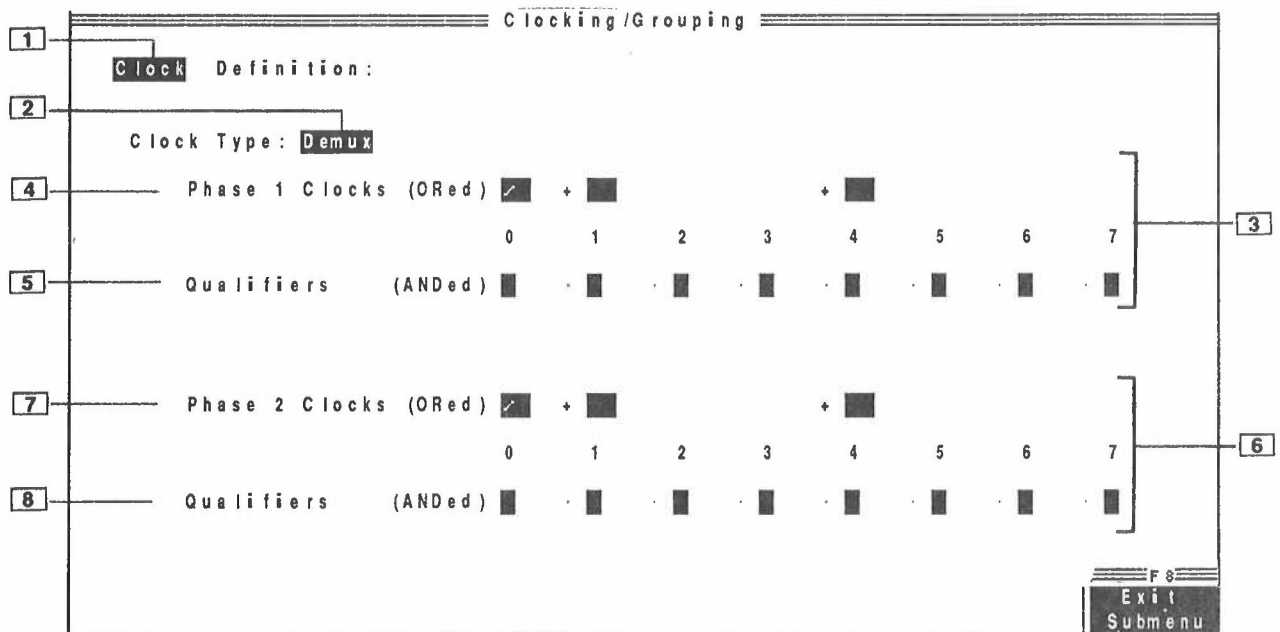 Clocking/Grouping
1
Clock Definition:
2
Clock Type: Demux
4 Phase 1 Clocks (ORed) + +
0 1 2 3 4 5 6 7
3
5 Qualifiers (ANDed) . . . . . . .
7 Phase 2 Clocks (ORed) + +
0 1 2 3 4 5 6 7
6
8 Qualifiers (ANDed) . . . . . . .
F8
Exit
Submenu